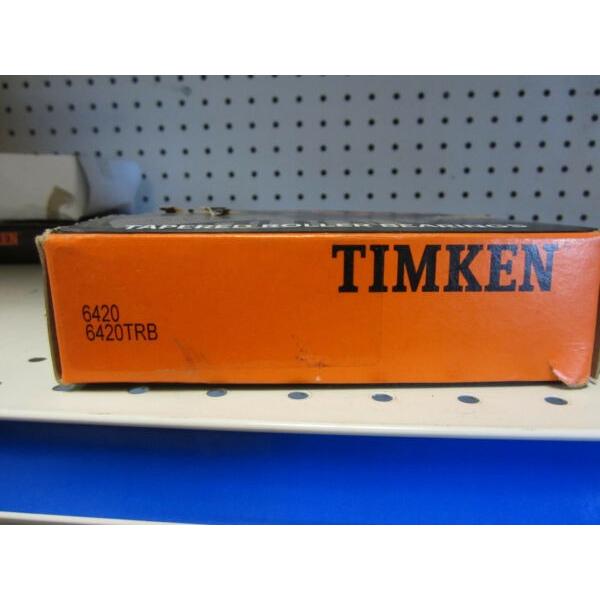 TAPERED ROLLER BEARINGS
TIMKEN
6420
6420TRB